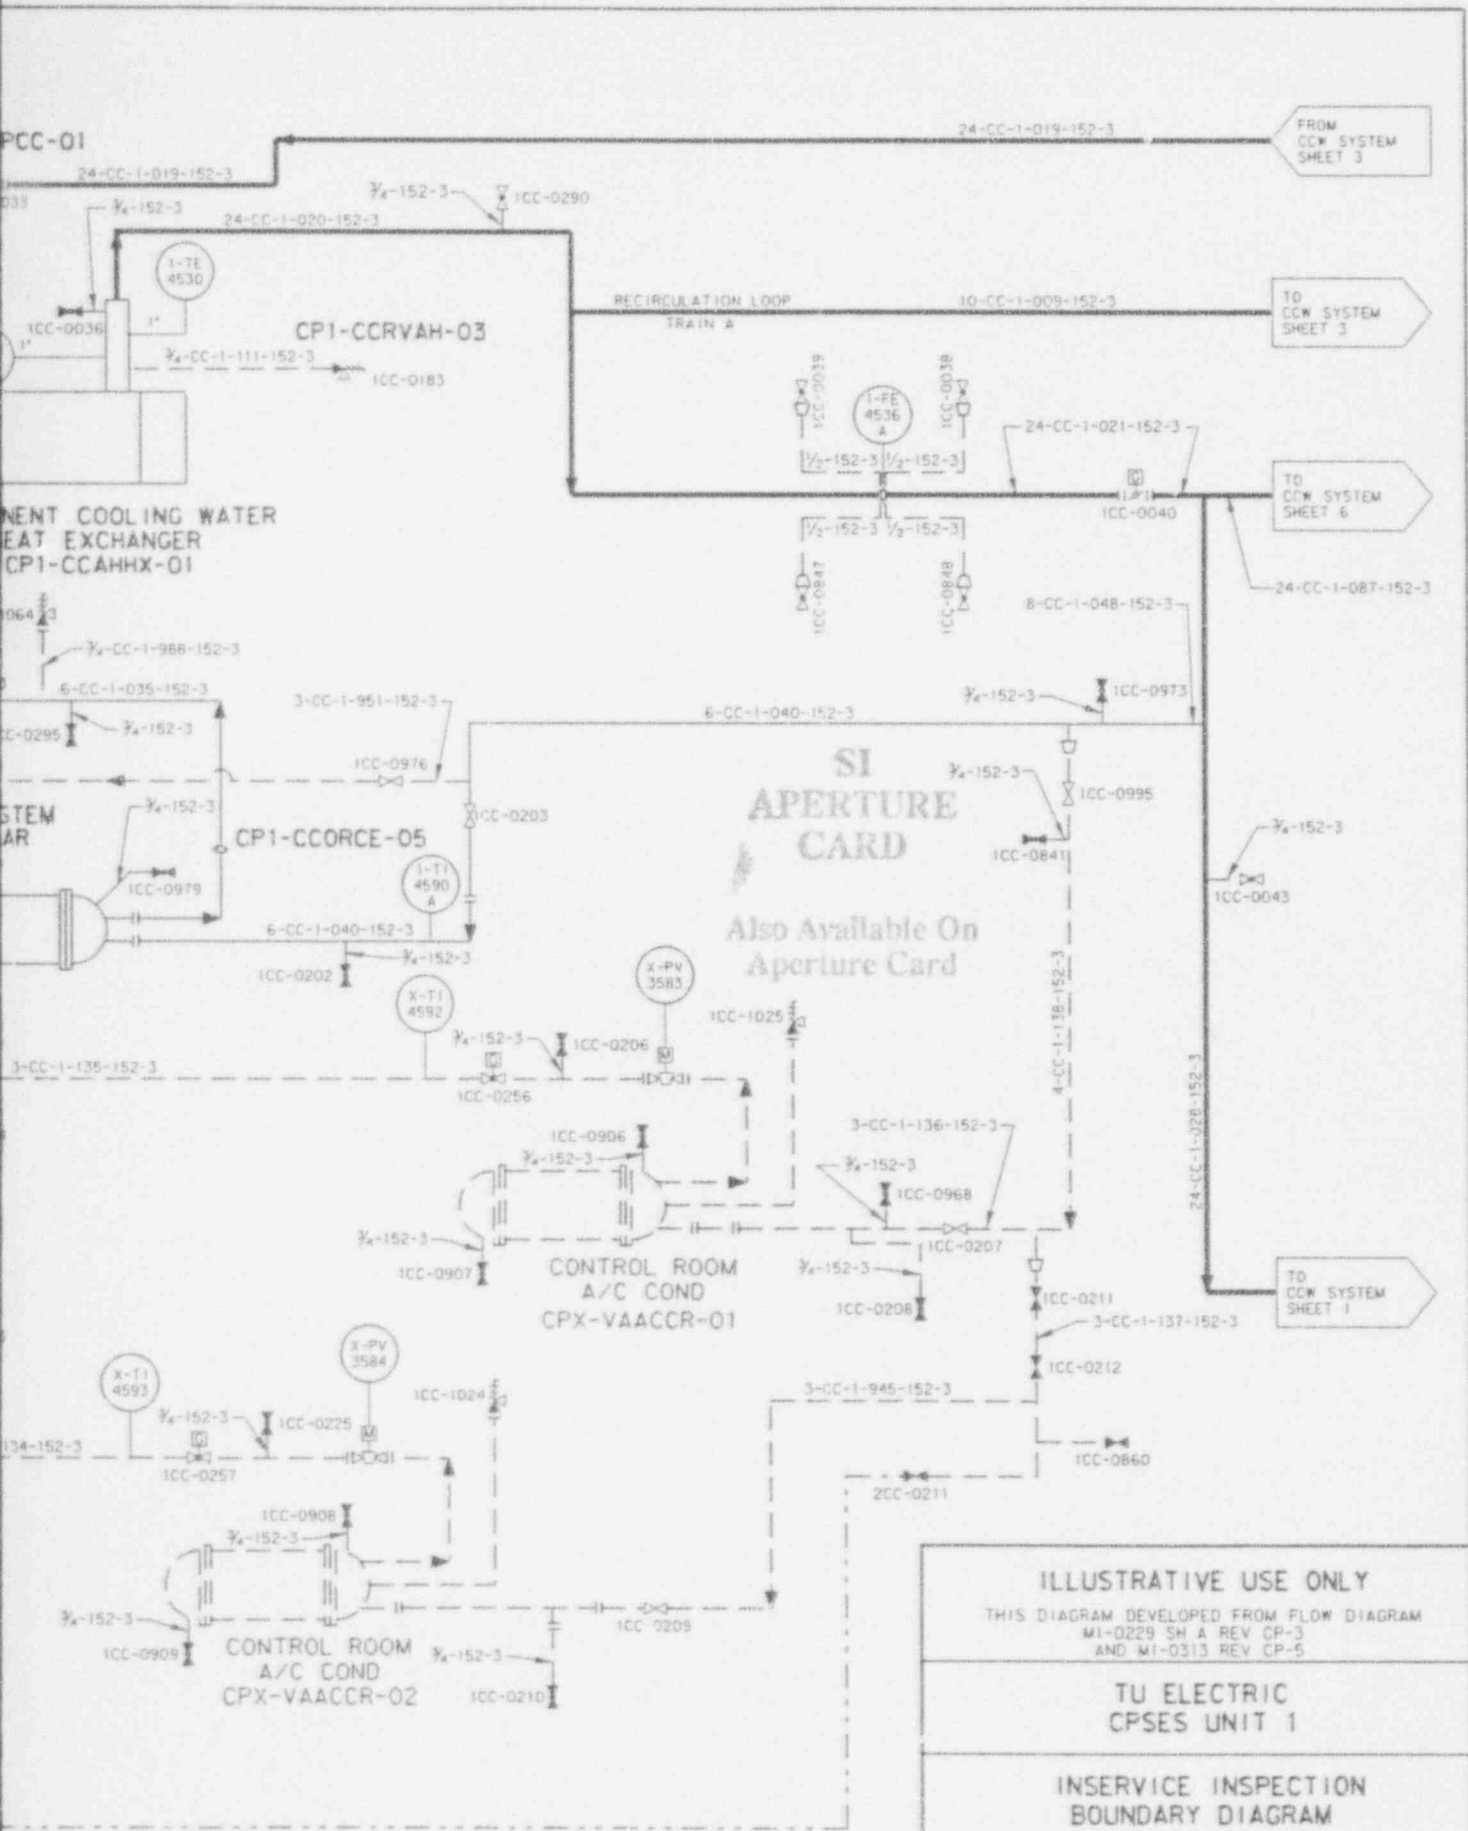 PCC-01
24-CC-1-019-152-3
24-CC-1-019-152-3
FROM
CCW SYSTEM
SHEET 3
033
3/4-152-3
24-CC-1-020-152-3
3/4-152-3
1CC-0290
1-TE
4530
1CC-0036
1"
1"
CP1-CCRVAH-03
3/4-CC-1-111-152-3
1CC-0183
RECIRCULATION LOOP
TRAIN A
10-CC-1-009-152-3
TO
CCW SYSTEM
SHEET 3
1CC-0039
1-FE
4536
A
1CC-0038
1/2-152-3
1/2-152-3
24-CC-1-021-152-3
G
1CC-0040
TO
CCW SYSTEM
SHEET 6
1/2-152-3
1/2-152-3
1CC-0847
1CC-0848
24-CC-1-087-152-3
8-CC-1-048-152-3
NENT COOLING WATER
EAT EXCHANGER
CP1-CCAHHX-01
1064
3/4-CC-1-988-152-3
6-CC-1-035-152-3
3/4-152-3
CC-0295
3-CC-1-951-152-3
6-CC-1-040-152-3
3/4-152-3
1CC-0973
1CC-0976
STEM
AR
3/4-152-3
CP1-CCORCE-05
1CC-0203
SI
APERTURE
CARD
3/4-152-3
1CC-0995
1CC-0841
1CC-0979
1-TI
4590
A
3/4-152-3
1CC-0043
6-CC-1-040-152-3
1CC-0202
3/4-152-3
Also Available On
Aperture Card
X-TI
4592
X-PV
3583
4-CC-1-138-152-3
24-CC-1-028-152-3
3-CC-1-135-152-3
3/4-152-3
G
1CC-0256
1CC-0206
M
1CC-1025
1CC-0906
3/4-152-3
3-CC-1-136-152-3
3/4-152-3
1CC-0968
1CC-0207
3/4-152-3
1CC-0907
CONTROL ROOM
A/C COND
CPX-VAACCR-01
3/4-152-3
1CC-0208
1CC-0211
3-CC-1-137-152-3
1CC-0212
TO
CCW SYSTEM
SHEET 1
X-TI
4593
X-PV
3584
1CC-1024
3-CC-1-945-152-3
134-152-3
3/4-152-3
G
1CC-0257
1CC-0225
M
1CC-0860
2CC-0211
1CC-0908
3/4-152-3
3/4-152-3
1CC-0909
CONTROL ROOM
A/C COND
CPX-VAACCR-02
3/4-152-3
1CC-0210
1CC-0209
ILLUSTRATIVE USE ONLY
THIS DIAGRAM DEVELOPED FROM FLOW DIAGRAM
M1-0229 SH A REV CP-3
AND M1-0313 REV CP-5
TU ELECTRIC
CPSES UNIT 1
INSERVICE INSPECTION
BOUNDARY DIAGRAM